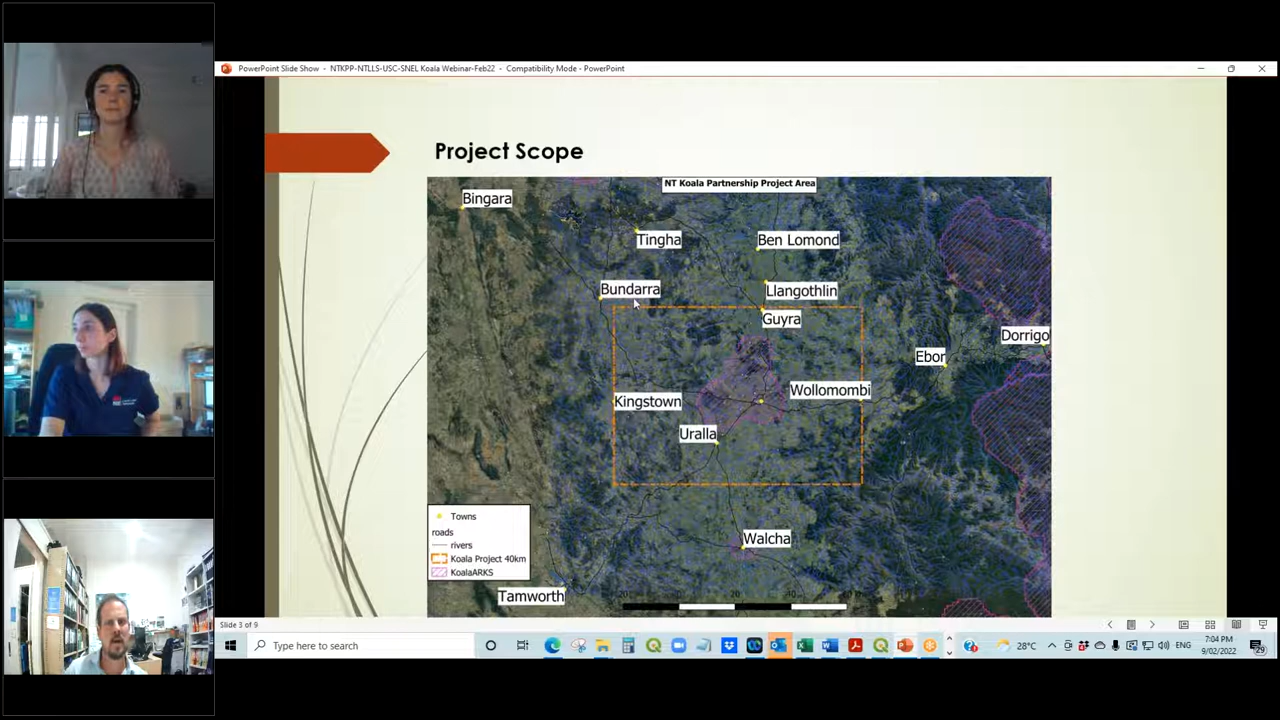 PowerPoint Slide Show - NTKPP-NTLLS-USC-SNEL Koala Webinar-Feb22 - Compatibility Mode - PowerPoint
Project Scope
NT Koala Partnership Project Area
Bingara
Tingha
Ben Lomond
Bundarra
Llangothlin
Guyra
Dorrigo
Ebor
Wollomombi
Kingstown
Uralla
Towns
roads
rivers
Koala Project 40km
KoalaARKS
Walcha
Tamworth
20
Slide 3 of 9
Type here to search
28°C
ENG
7:04 PM
9/02/2022
29